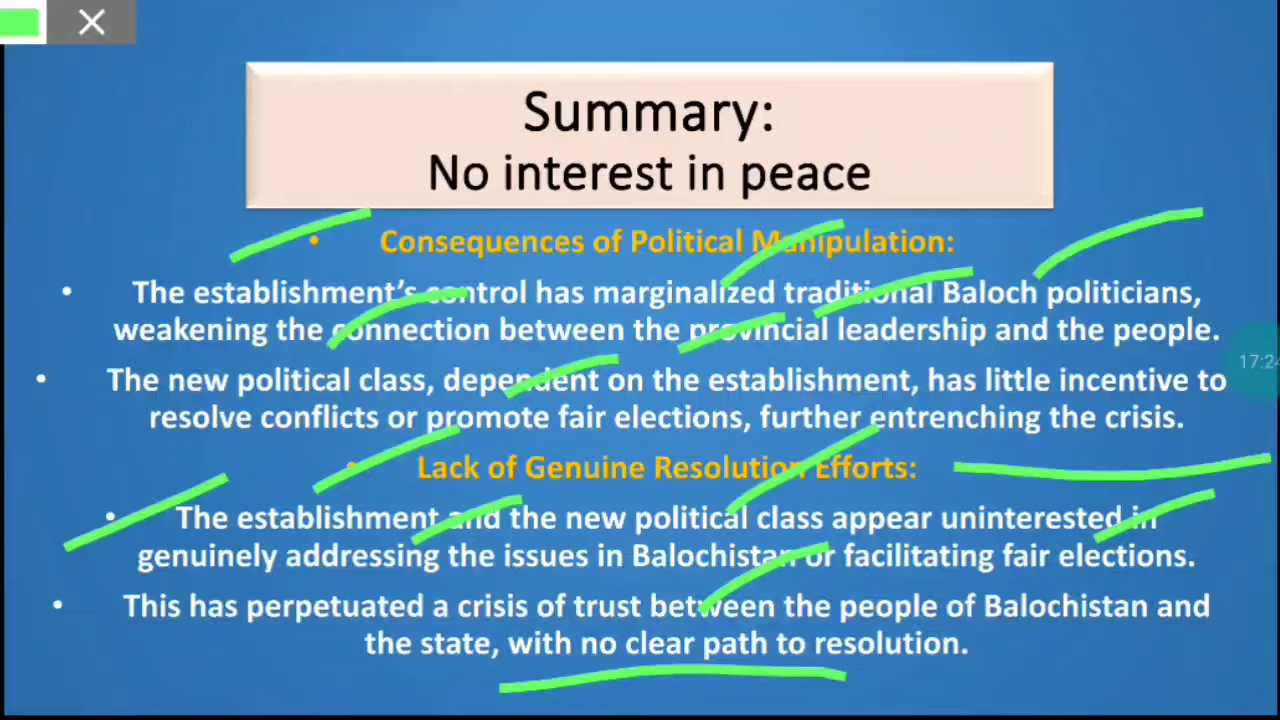 Summary:
No interest in peace
• Consequences of Political Manipulation:
• The establishment’s control has marginalized traditional Baloch politicians,
weakening the connection between the provincial leadership and the people.
• The new political class, dependent on the establishment, has little incentive to
resolve conflicts or promote fair elections, further entrenching the crisis.
• Lack of Genuine Resolution Efforts:
• The establishment and the new political class appear uninterested in
genuinely addressing the issues in Balochistan or facilitating fair elections.
• This has perpetuated a crisis of trust between the people of Balochistan and
the state, with no clear path to resolution.
17:24